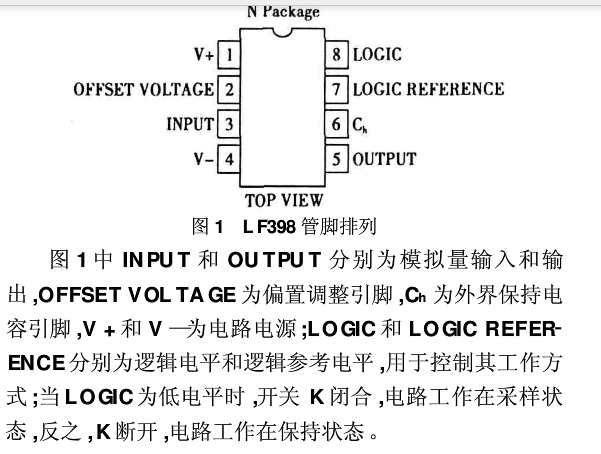 N Package
V+ 1 8 LOGIC
OFFSET VOLTAGE 2 7 LOGIC REFERENCE
INPUT 3 6 Ch
V- 4 5 OUTPUT
TOP VIEW
图 1 LF398 管脚排列
图 1 中 INPUT 和 OUTPUT 分别为模拟量输入和输
出,OFFSET VOLTAGE 为偏置调整引脚,Ch 为外界保持电
容引脚,V + 和 V —为电路电源;LOGIC 和 LOGIC REFER-
ENCE 分别为逻辑电平和逻辑参考电平,用于控制其工作方
式;当 LOGIC 为低电平时,开关 K 闭合,电路工作在采样状
态,反之,K 断开,电路工作在保持状态。